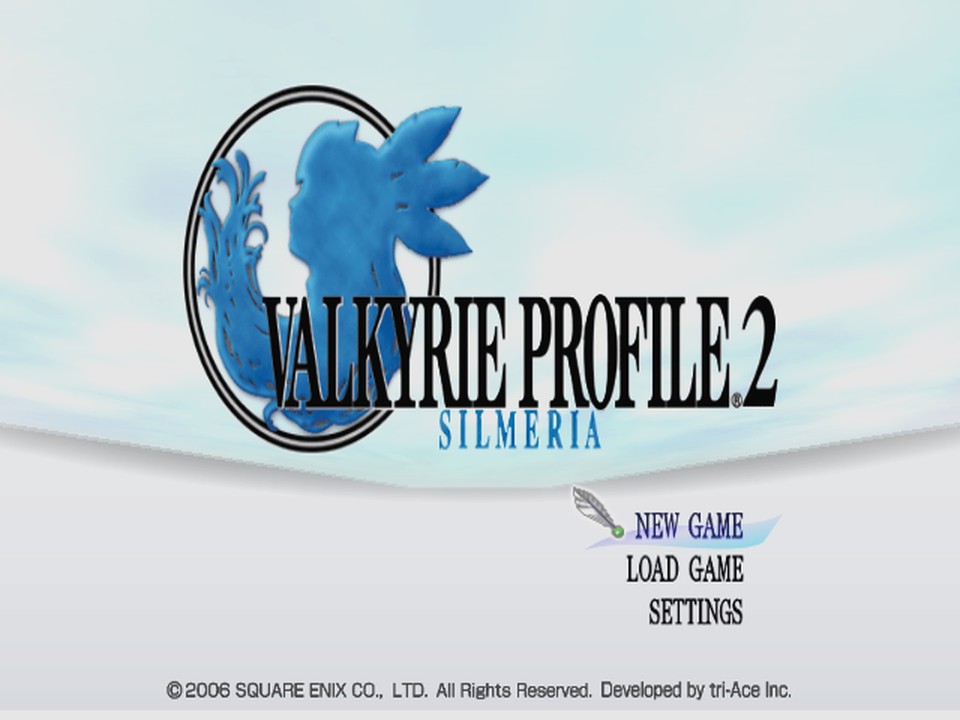 VALKYRIE PROFILE®2
SILMERIA
NEW GAME
LOAD GAME
SETTINGS
©2006 SQUARE ENIX CO., LTD. All Rights Reserved. Developed by tri-Ace Inc.